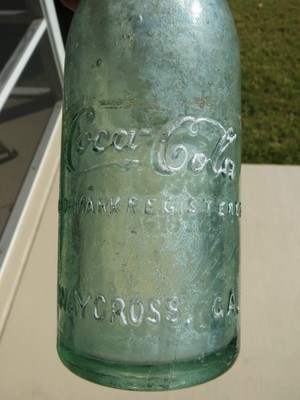 Coca-Cola
REGISTERED
WAYCROSS, GA.